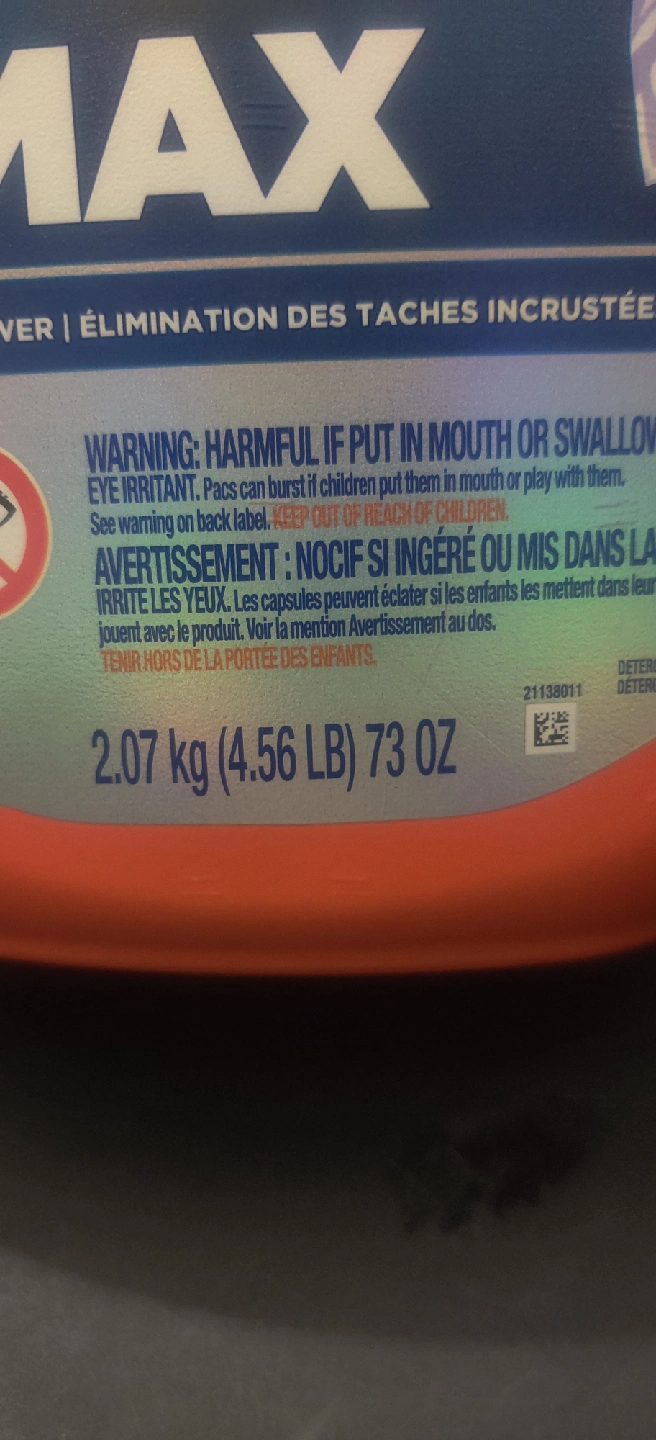 MAX
VER | ÉLIMINATION DES TACHES INCRUSTÉE
WARNING: HARMFUL IF PUT IN MOUTH OR SWALLOW
EYE IRRITANT. Pacs can burst if children put them in mouth or play with them.
See warning on back label. KEEP OUT OF REACH OF CHILDREN.
AVERTISSEMENT : NOCIF SI INGÉRÉ OU MIS DANS LA
IRRITE LES YEUX. Les capsules peuvent éclater si les enfants les mettent dans leur
jouent avec le produit. Voir la mention Avertissement au dos.
TENIR HORS DE LA PORTÉE DES ENFANTS.
21138011
DETERG
DÉTERG
2.07 kg (4.56 LB) 73 OZ